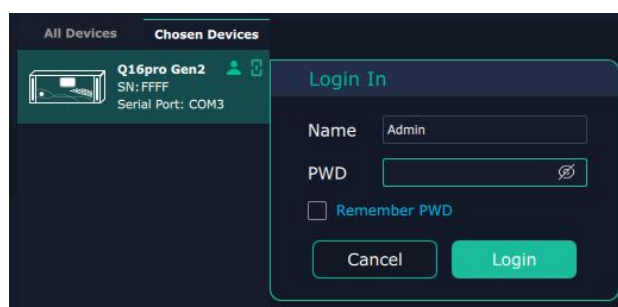 All Devices Chosen Devices
Q16pro Gen2
SN:FFFF
Serial Port: COM3
Login In
Name Admin
PWD
Remember PWD
Cancel Login